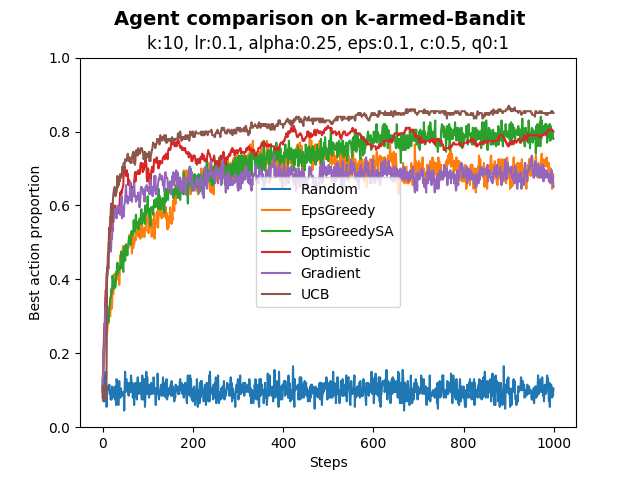 Agent comparison on k-armed-Bandit
k:10, lr:0.1, alpha:0.25, eps:0.1, c:0.5, q0:1
1.0
0.8
0.6
0.4
0.2
0.0
Best action proportion
Random
EpsGreedy
EpsGreedySA
Optimistic
Gradient
UCB
0
200
400
600
800
1000
Steps